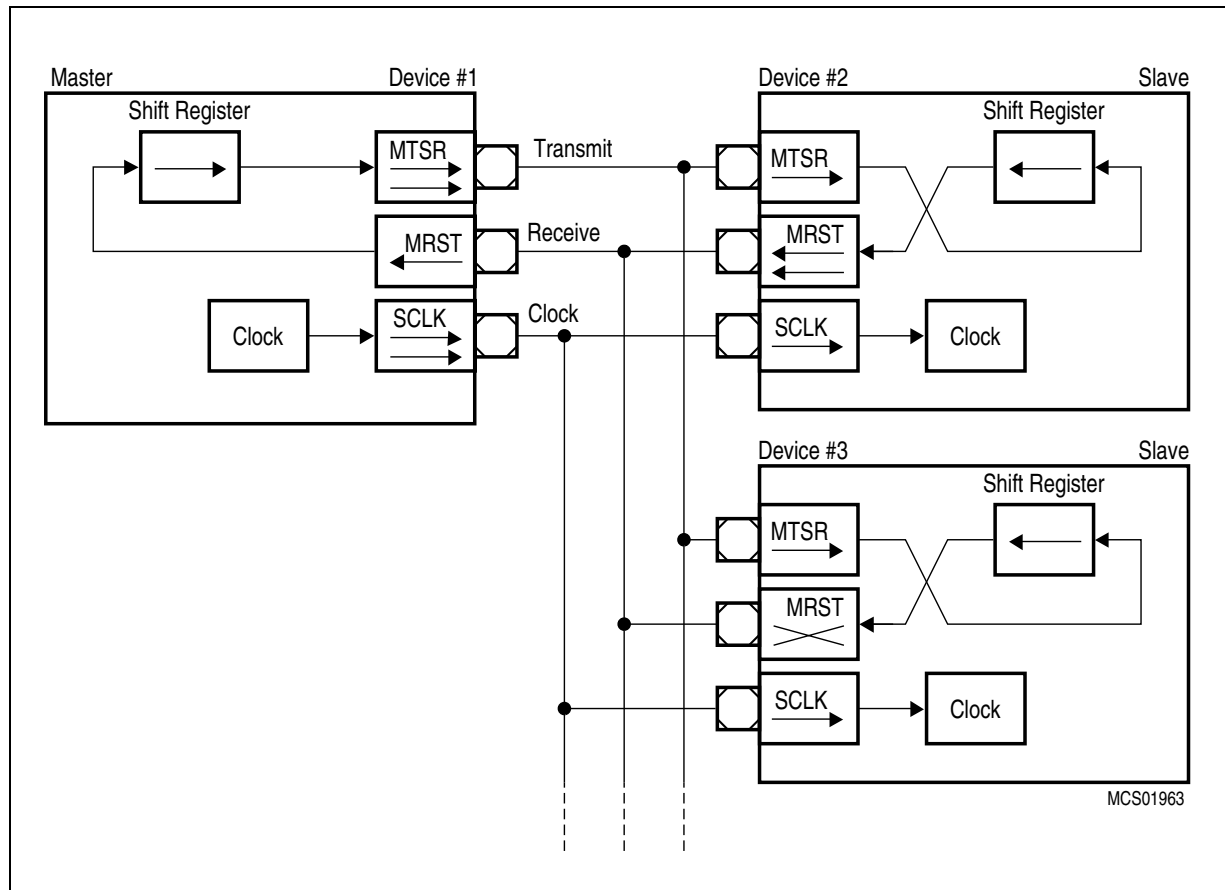 Master
Device #1
Shift Register
MTSR
Transmit
MRST
Receive
Clock
SCLK
Clock
Device #2
Slave
Shift Register
MTSR
MRST
SCLK
Clock
Device #3
Slave
Shift Register
MTSR
MRST
SCLK
Clock
MCS01963